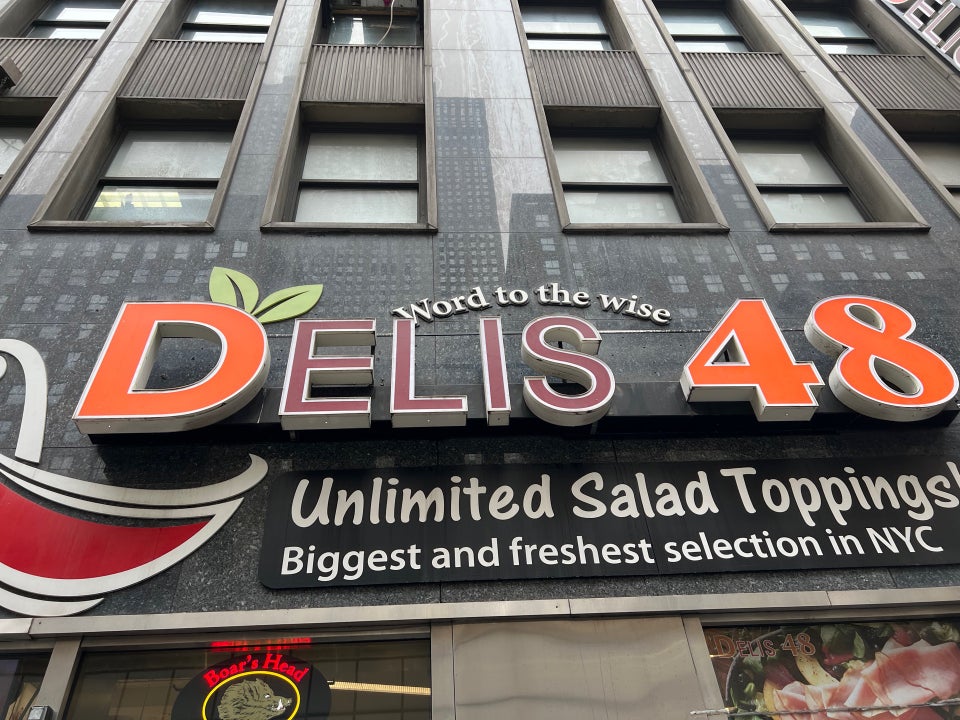 DELI
Word to the wise
DELIS 48
Unlimited Salad Toppings!
Biggest and freshest selection in NYC
Boar's Head
DELIS 48